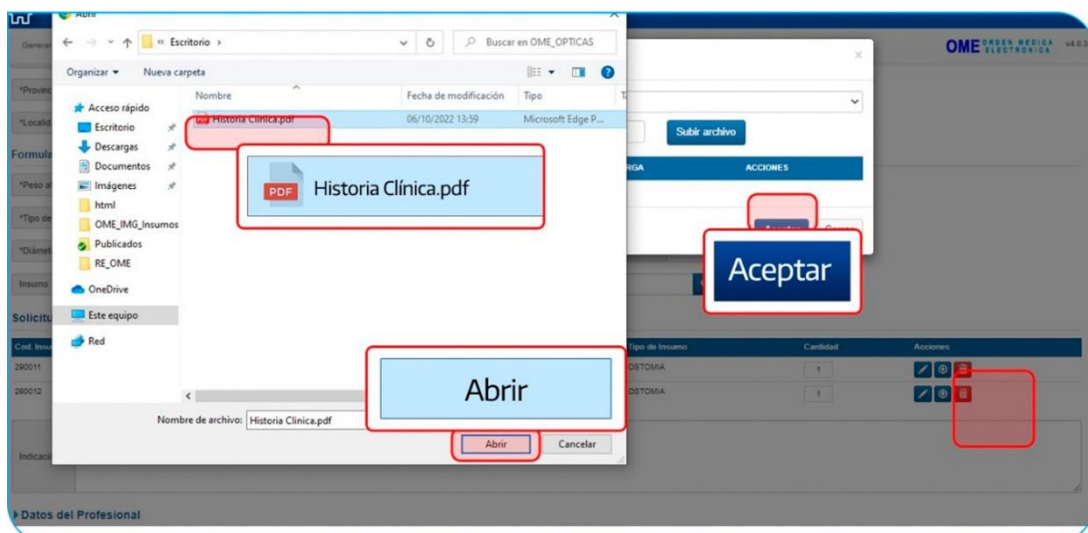 Abrir
« Escritorio ›
Buscar en OME_OPTICAS
Organizar
Nueva carpeta
Acceso rápido
Escritorio
Descargas
Documentos
Imágenes
html
OME_IMG_Insumos
Publicados
RE_OME
OneDrive
Este equipo
Red
Nombre
Fecha de modificación
Tipo
Historia Clínica.pdf
06/10/2022 13:59
Microsoft Edge P...
PDF
Historia Clínica.pdf
Abrir
Nombre de archivo: Historia Clínica.pdf
Abrir
Cancelar
OME ORDEN MEDICA ELECTRONICA
Subir archivo
ACCIONES
Aceptar
Solicitu
Cod. Insu
Tipo de Insumo
Cantidad
Acciones
290011
OSTOMIA
1
290012
OSTOMIA
1
Datos del Profesional